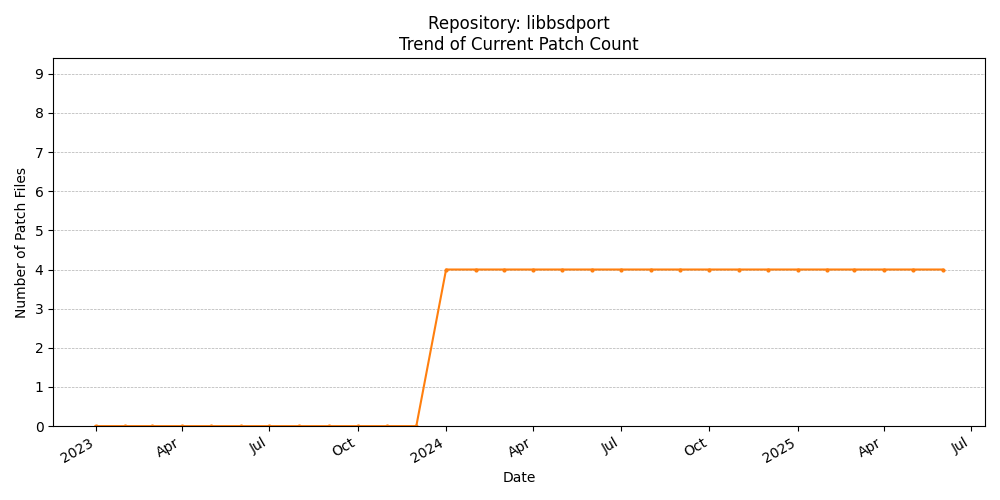 Repository: libbsdport
Trend of Current Patch Count
Number of Patch Files
9
8
7
6
5
4
3
2
1
0
2023
Apr
Jul
Oct
2024
Apr
Jul
Oct
2025
Apr
Jul
Date